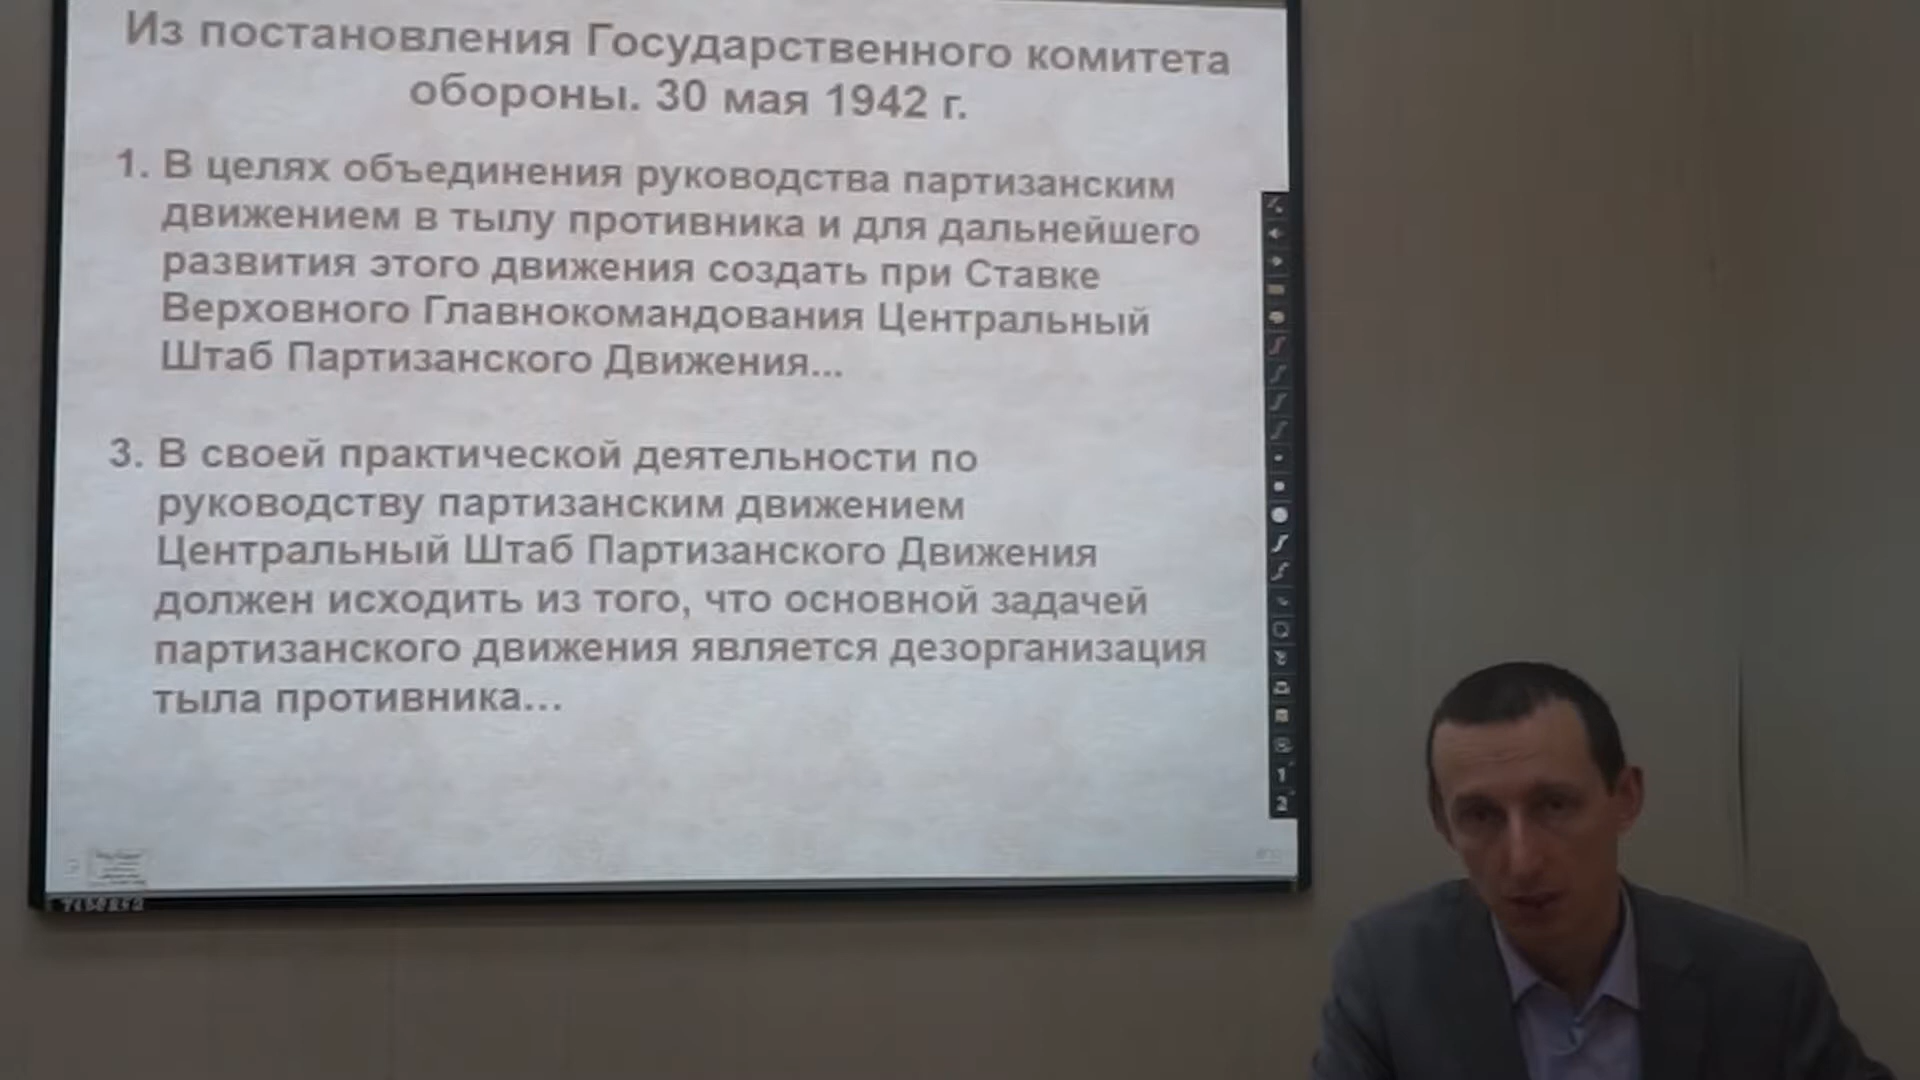 Из постановления Государственного комитета
обороны. 30 мая 1942 г.
1. В целях объединения руководства партизанским
движением в тылу противника и для дальнейшего
развития этого движения создать при Ставке
Верховного Главнокомандования Центральный
Штаб Партизанского Движения...
3. В своей практической деятельности по
руководству партизанским движением
Центральный Штаб Партизанского Движения
должен исходить из того, что основной задачей
партизанского движения является дезорганизация
тыла противника...
1
2